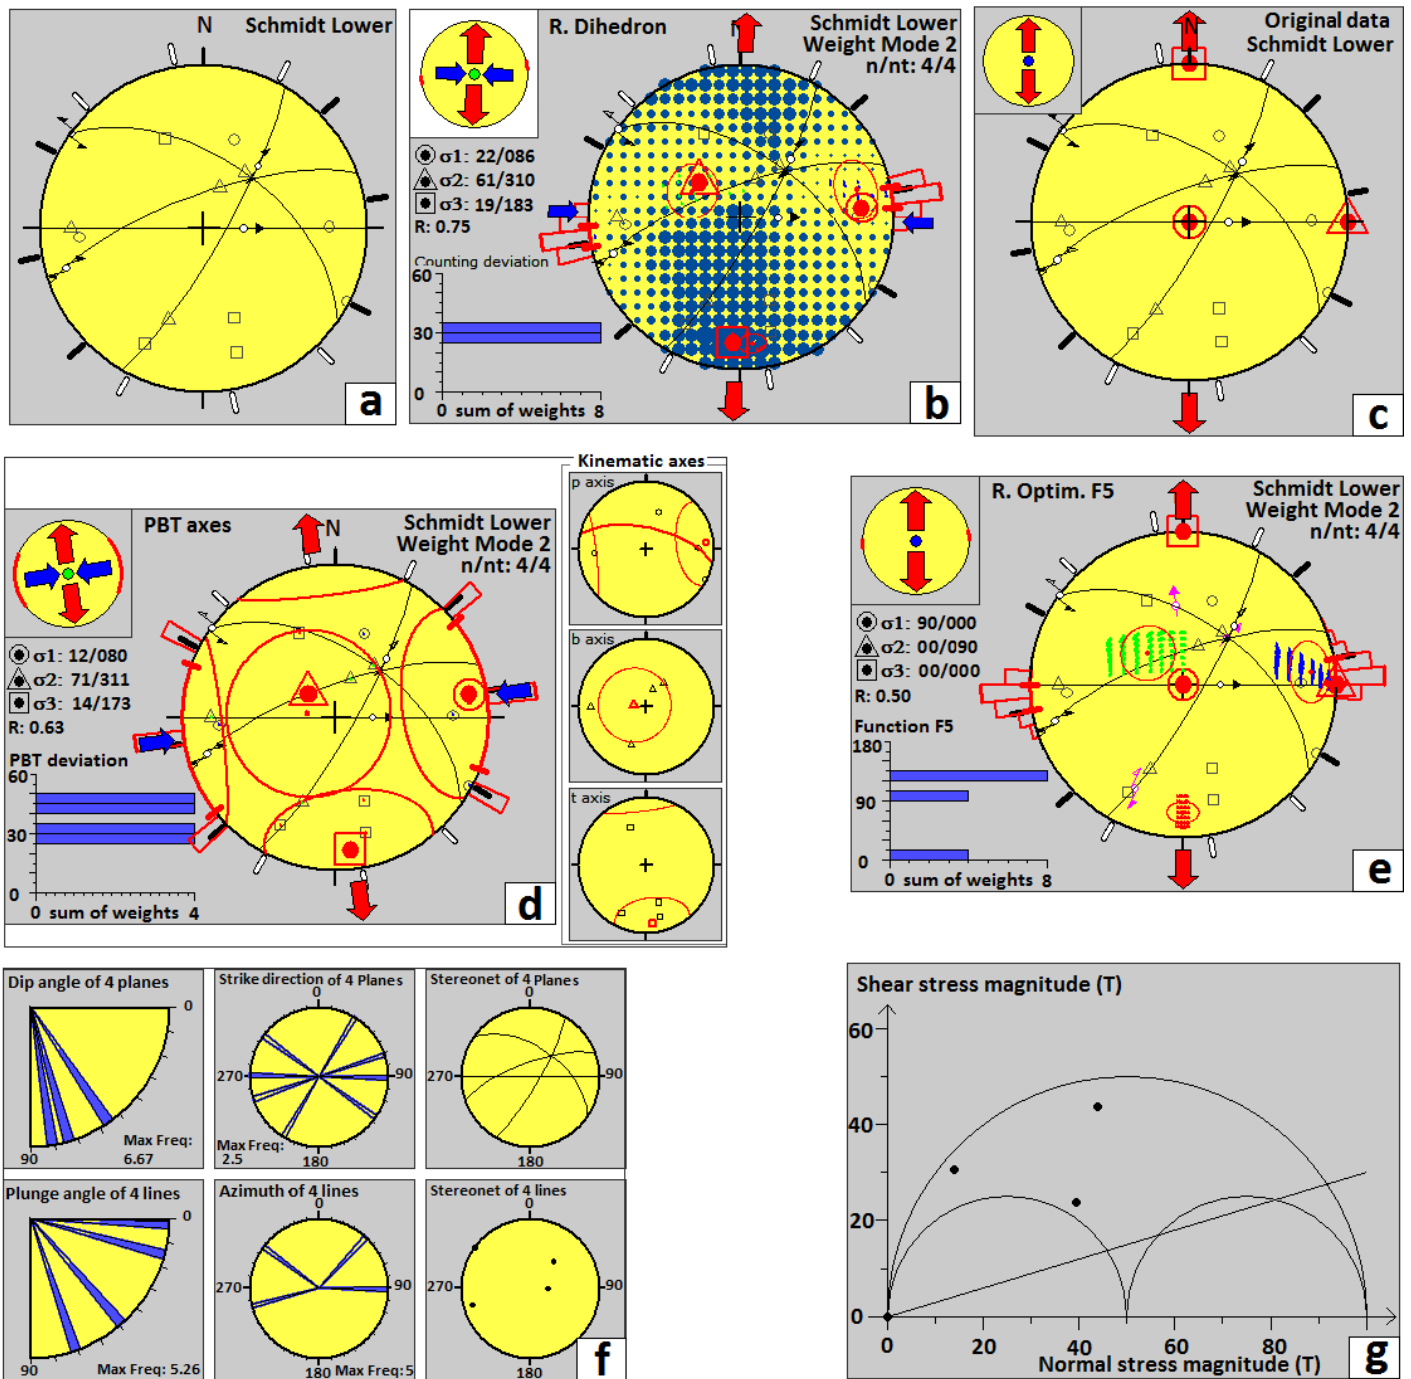 N
Schmidt Lower
a
R. Dihedron
N
Schmidt Lower
Weight Mode 2
n/nt: 4/4
σ1: 22/086
σ2: 61/310
σ3: 19/183
R: 0.75
Counting deviation
60
30
0
0 sum of weights 8
b
N
Original data
Schmidt Lower
c
PBT axes
N
Schmidt Lower
Weight Mode 2
n/nt: 4/4
σ1: 12/080
σ2: 71/311
σ3: 14/173
R: 0.63
PBT deviation
60
30
0
0 sum of weights 4
d
Kinematic axes
p axis
b axis
t axis
R. Optim. F5
Schmidt Lower
Weight Mode 2
n/nt: 4/4
σ1: 90/000
σ2: 00/090
σ3: 00/000
R: 0.50
Function F5
180
90
0
0 sum of weights 8
e
Dip angle of 4 planes
0
90
Max Freq:
6.67
Strike direction of 4 Planes
0
270
90
Max Freq:
2.5
180
Stereonet of 4 Planes
0
270
90
180
Plunge angle of 4 lines
0
90
Max Freq: 5.26
Azimuth of 4 lines
0
270
90
180 Max Freq: 5
Stereonet of 4 lines
0
270
90
180
f
Shear stress magnitude (T)
60
40
20
0
0
20
40
60
80
Normal stress magnitude (T)
g